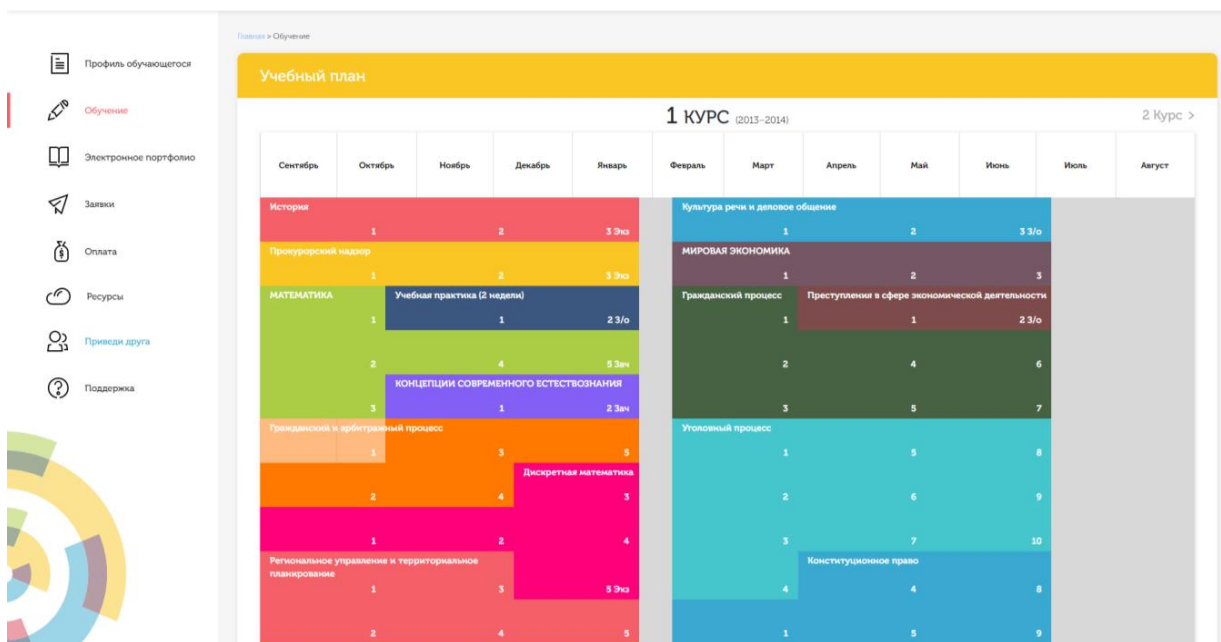 Главная > Обучение
Профиль обучающегося
Обучение
Электронное портфолио
Заявки
Оплата
Ресурсы
Приведи друга
Поддержка
Учебный план
1 КУРС (2013-2014)
2 Курс >
Сентябрь Октябрь Ноябрь Декабрь Январь Февраль Март Апрель Май Июнь Июль Август
История Культура речи и деловое общение
1 2 3 Экз 1 2 3 З/о
Прокурорский надзор МИРОВАЯ ЭКОНОМИКА
1 2 3 Экз 1 2 3
МАТЕМАТИКА Учебная практика (2 недели) Гражданский процесс Преступления в сфере экономической деятельности
1 1 2 З/о 1 1 2 З/о
2 4 5 Зач 2 4 6
КОНЦЕПЦИИ СОВРЕМЕННОГО ЕСТЕСТВОЗНАНИЯ
3 1 2 Зач 3 5 7
Гражданский и арбитражный процесс Уголовный процесс
1 3 5 1 5 8
Дискретная математика
2 4 3 2 6 9
1 2 4 3 7 10
Региональное управление и территориальное планирование Конституционное право
1 3 5 Экз 4 4 8
2 4 5 1 5 9